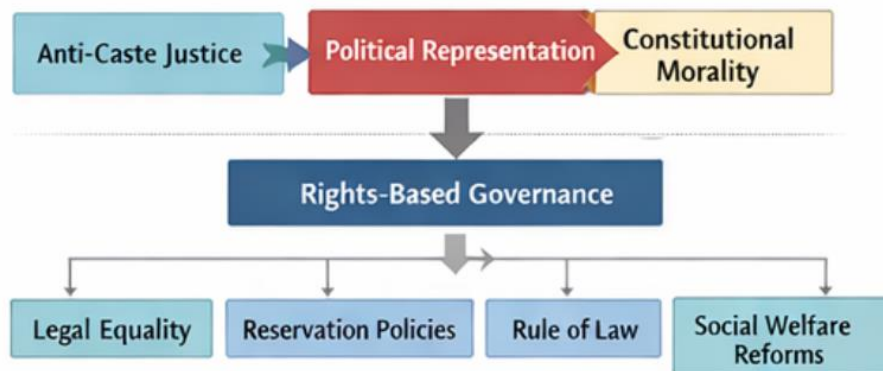 Anti-Caste Justice
Political Representation
Constitutional
Morality
Rights-Based Governance
Legal Equality
Reservation Policies
Rule of Law
Social Welfare
Reforms